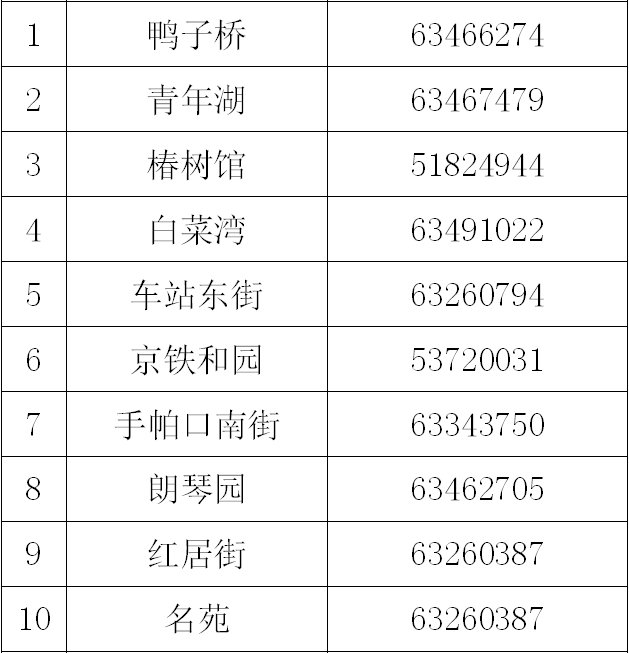 1 鸭子桥 63466274
2 青年湖 63467479
3 椿树馆 51824944
4 白菜湾 63491022
5 车站东街 63260794
6 京铁和园 53720031
7 手帕口南街 63343750
8 朗琴园 63462705
9 红居街 63260387
10 名苑 63260387